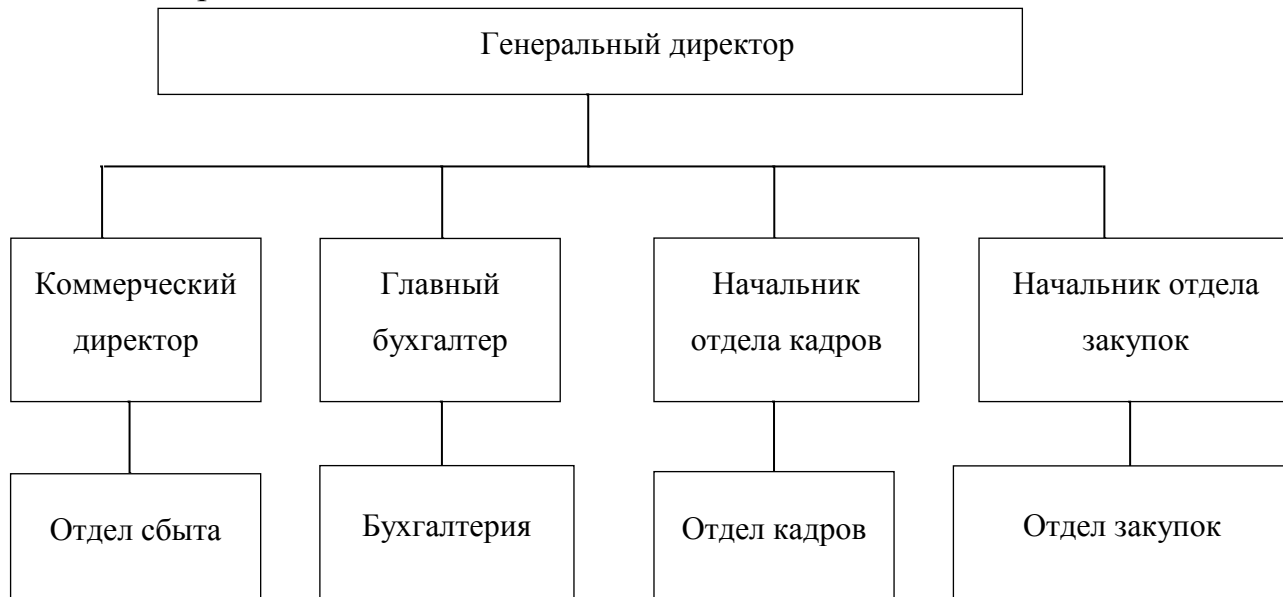 Генеральный директор
Коммерческий
директор
Главный
бухгалтер
Начальник
отдела кадров
Начальник отдела
закупок
Отдел сбыта
Бухгалтерия
Отдел кадров
Отдел закупок